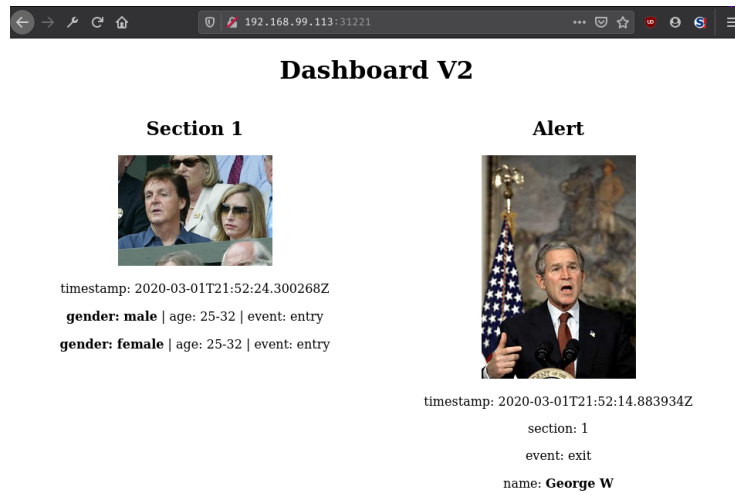 192.168.99.113:31221
Dashboard V2
Section 1
timestamp: 2020-03-01T21:52:24.300268Z
gender: male | age: 25-32 | event: entry
gender: female | age: 25-32 | event: entry
Alert
timestamp: 2020-03-01T21:52:14.883934Z
section: 1
event: exit
name: George W